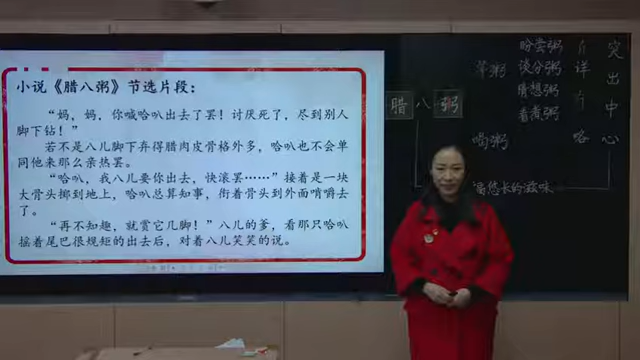 小说《腊八粥》节选片段：
“妈，妈，你喊哈叭出去了罢！讨厌死了，尽到别人
脚下钻！”
若不是八儿脚下弃得腊肉皮骨格外多，哈叭也不会单
同他来那么亲热罢。
“哈叭，我八儿要你出去，快滚罢……”接着是一块
大骨头掷到地上，哈叭总算知事，衔着骨头到外面啃嚼去
了。
“再不知趣，就赏它几脚！”八儿的爹，看那只哈叭
摇着尾巴很规矩的出去后，对着八儿笑笑的说。
腊八粥
等粥
盼尝粥
谈分粥
猜想粥
看煮粥
喝粥
详
略
突出中心
悠长的滋味